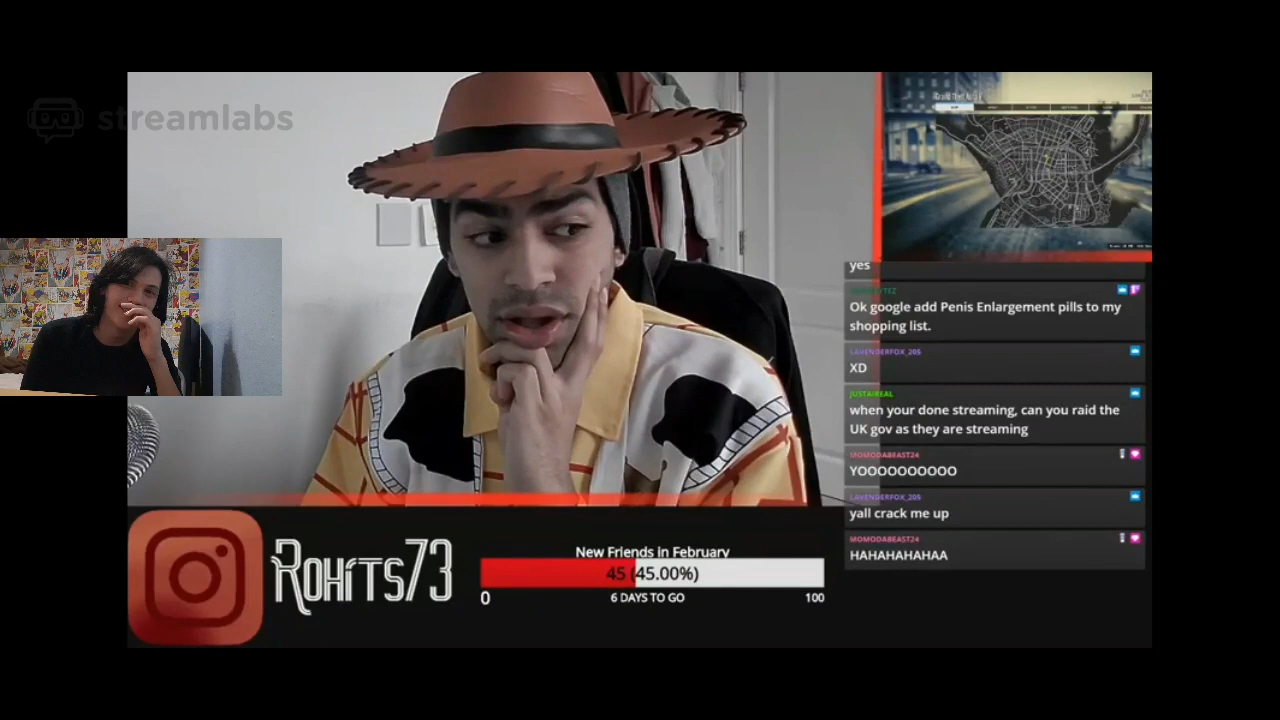 streamlabs
yes
Ok google add Penis Enlargement pills to my
shopping list.
LAVENDERFOX_205
XD
JUSTAIREAL
when your done streaming, can you raid the
UK gov as they are streaming
MOMODABEAST24
YOOOOOOOOOO
LAVENDERFOX_205
yall crack me up
MOMODABEAST24
HAHAHAHAHAA
Rohits73
New Friends in February
45 (45.00%)
0
6 DAYS TO GO
100